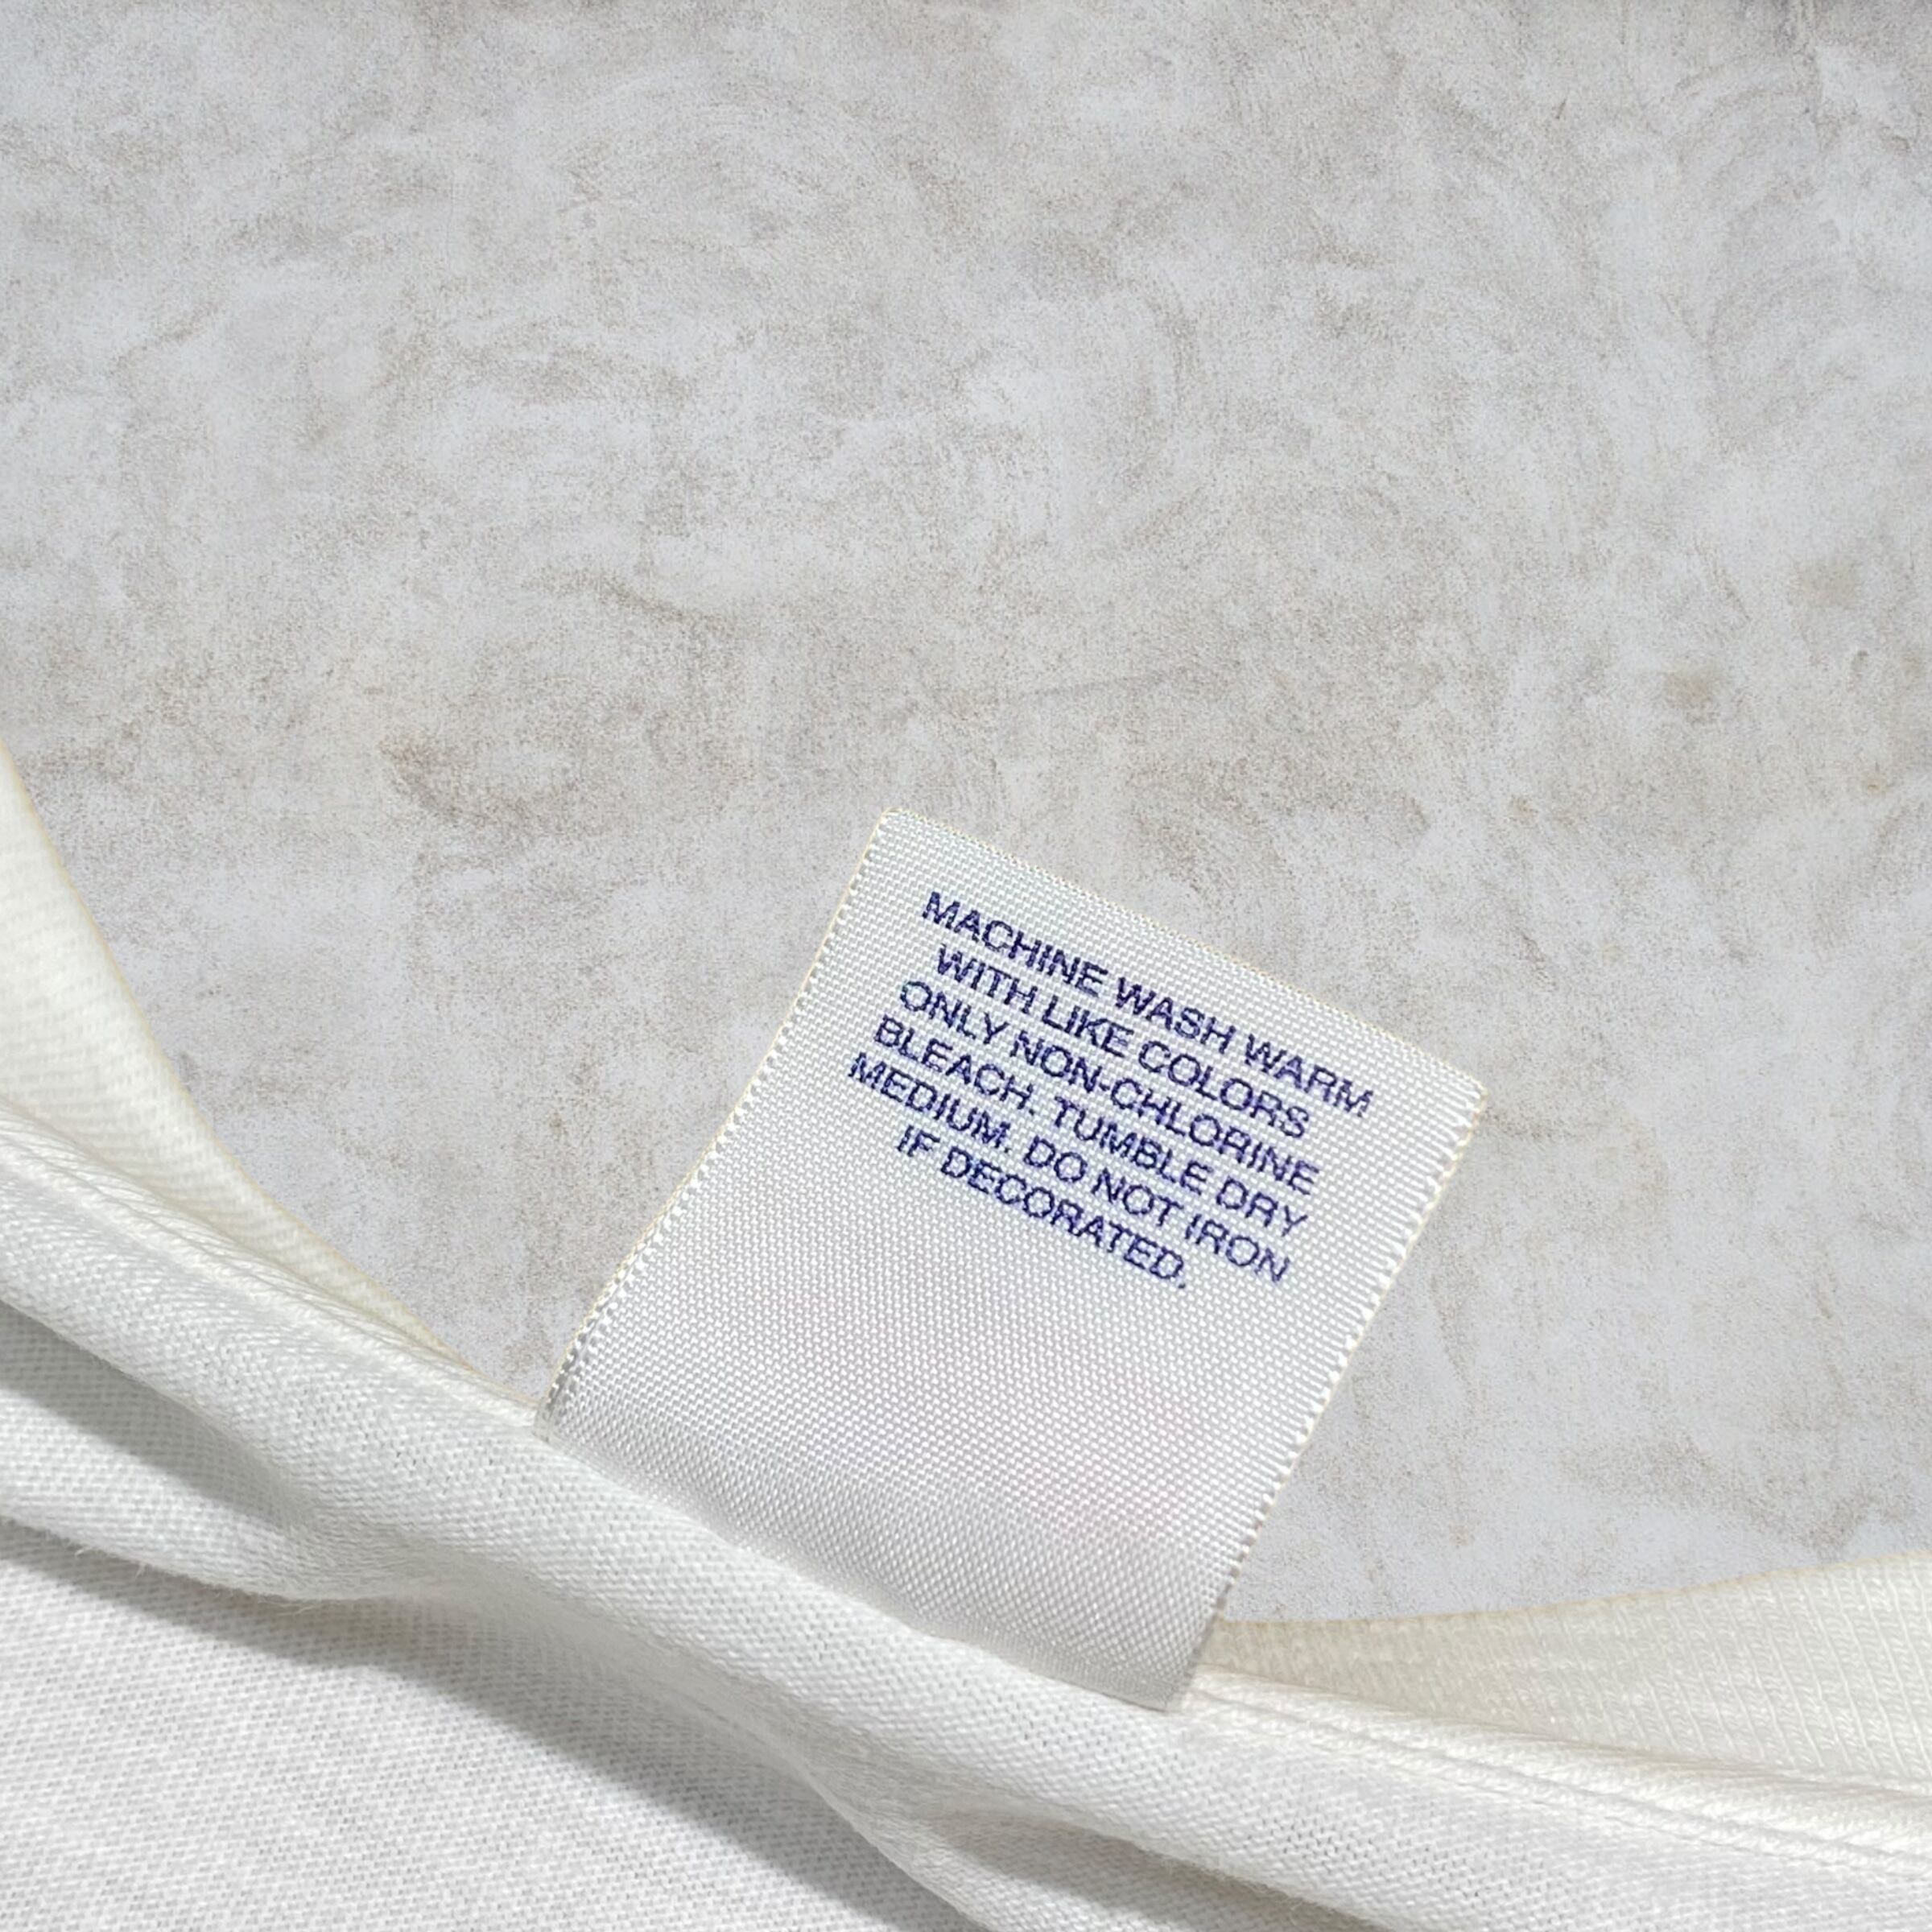 MACHINE WASH WARM
WITH LIKE COLORS
ONLY NON-CHLORINE
BLEACH. TUMBLE DRY
MEDIUM. DO NOT IRON
IF DECORATED.